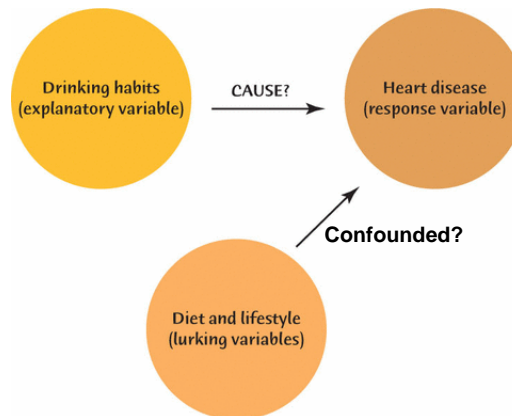 Drinking habits
(explanatory variable)
CAUSE?
Heart disease
(response variable)
Confounded?
Diet and lifestyle
(lurking variables)